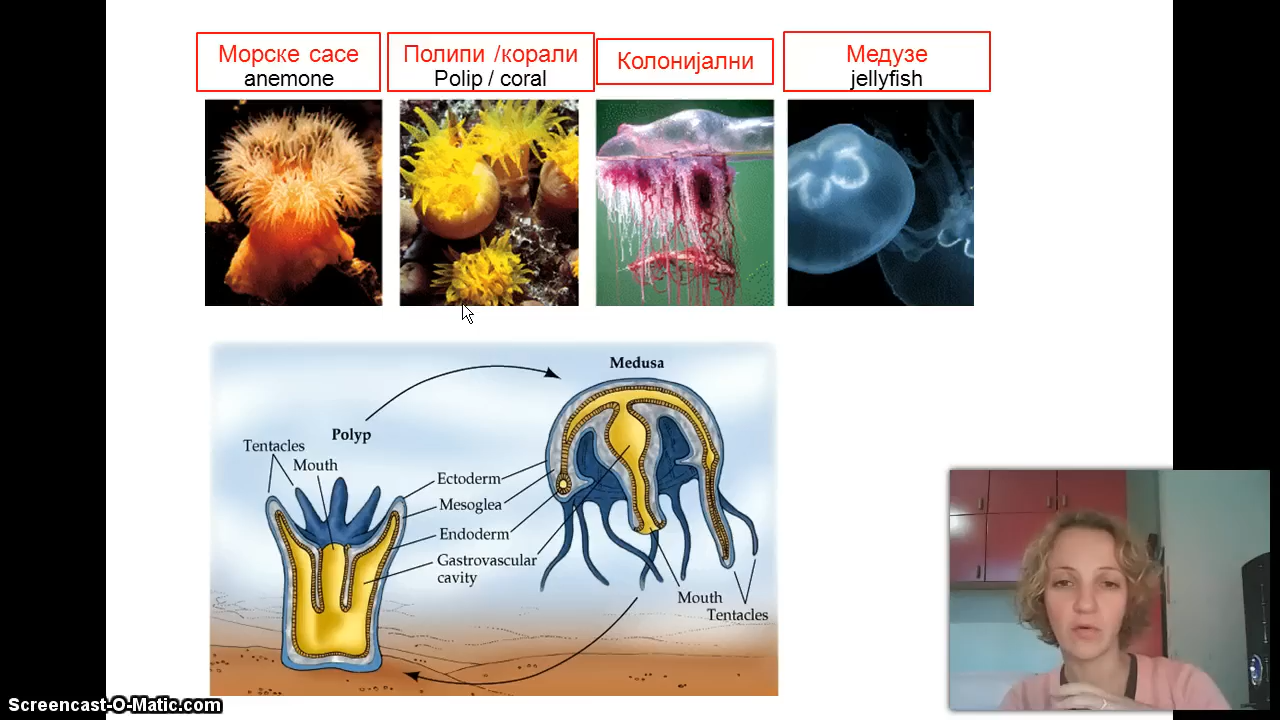 Морске сасе
anemone
Полипи /корали
Polip / coral
Колонијални
Медузе
jellyfish
Medusa
Polyp
Tentacles
Mouth
Ectoderm
Mesoglea
Endoderm
Gastrovascular
cavity
Mouth
Tentacles
Screencast-O-Matic.com